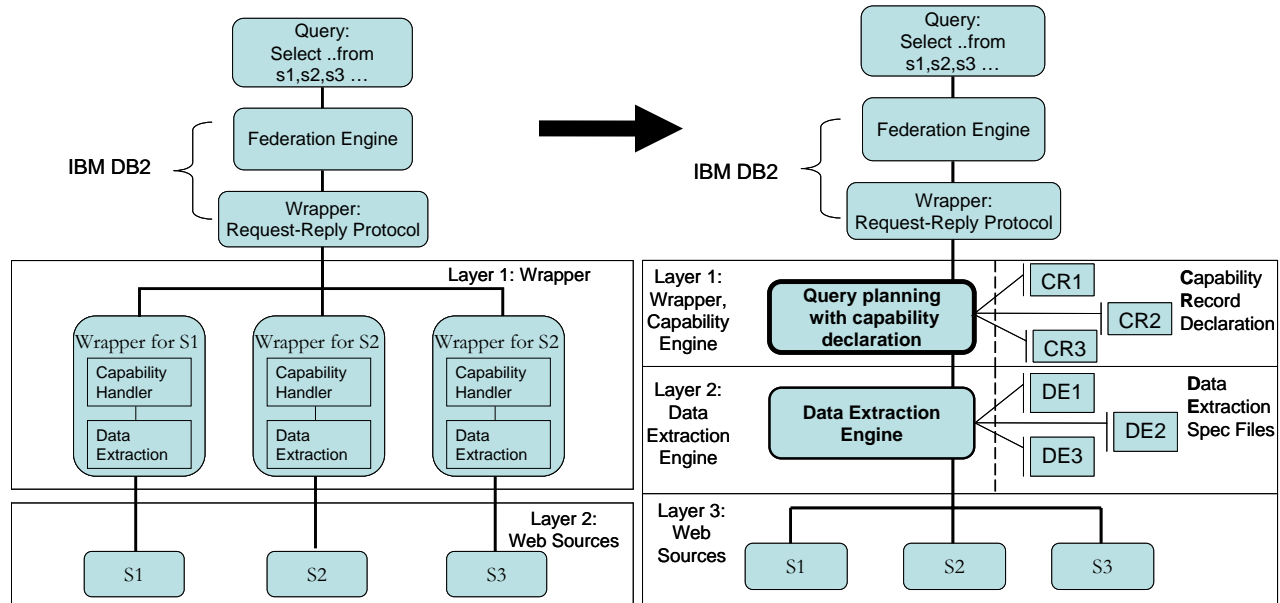 Query:
Select ..from
s1,s2,s3 …
Federation Engine
IBM DB2
Wrapper:
Request-Reply Protocol
Layer 1: Wrapper
Wrapper for S1
Capability
Handler
Data
Extraction
Wrapper for S2
Capability
Handler
Data
Extraction
Wrapper for S2
Capability
Handler
Data
Extraction
Layer 2:
Web Sources
S1
S2
S3
Query:
Select ..from
s1,s2,s3 …
Federation Engine
IBM DB2
Wrapper:
Request-Reply Protocol
Layer 1:
Wrapper,
Capability
Engine
Query planning
with capability
declaration
CR1
CR2
CR3
Capability
Record
Declaration
Layer 2:
Data
Extraction
Engine
Data Extraction
Engine
DE1
DE2
DE3
Data
Extraction
Spec Files
Layer 3:
Web
Sources
S1
S2
S3